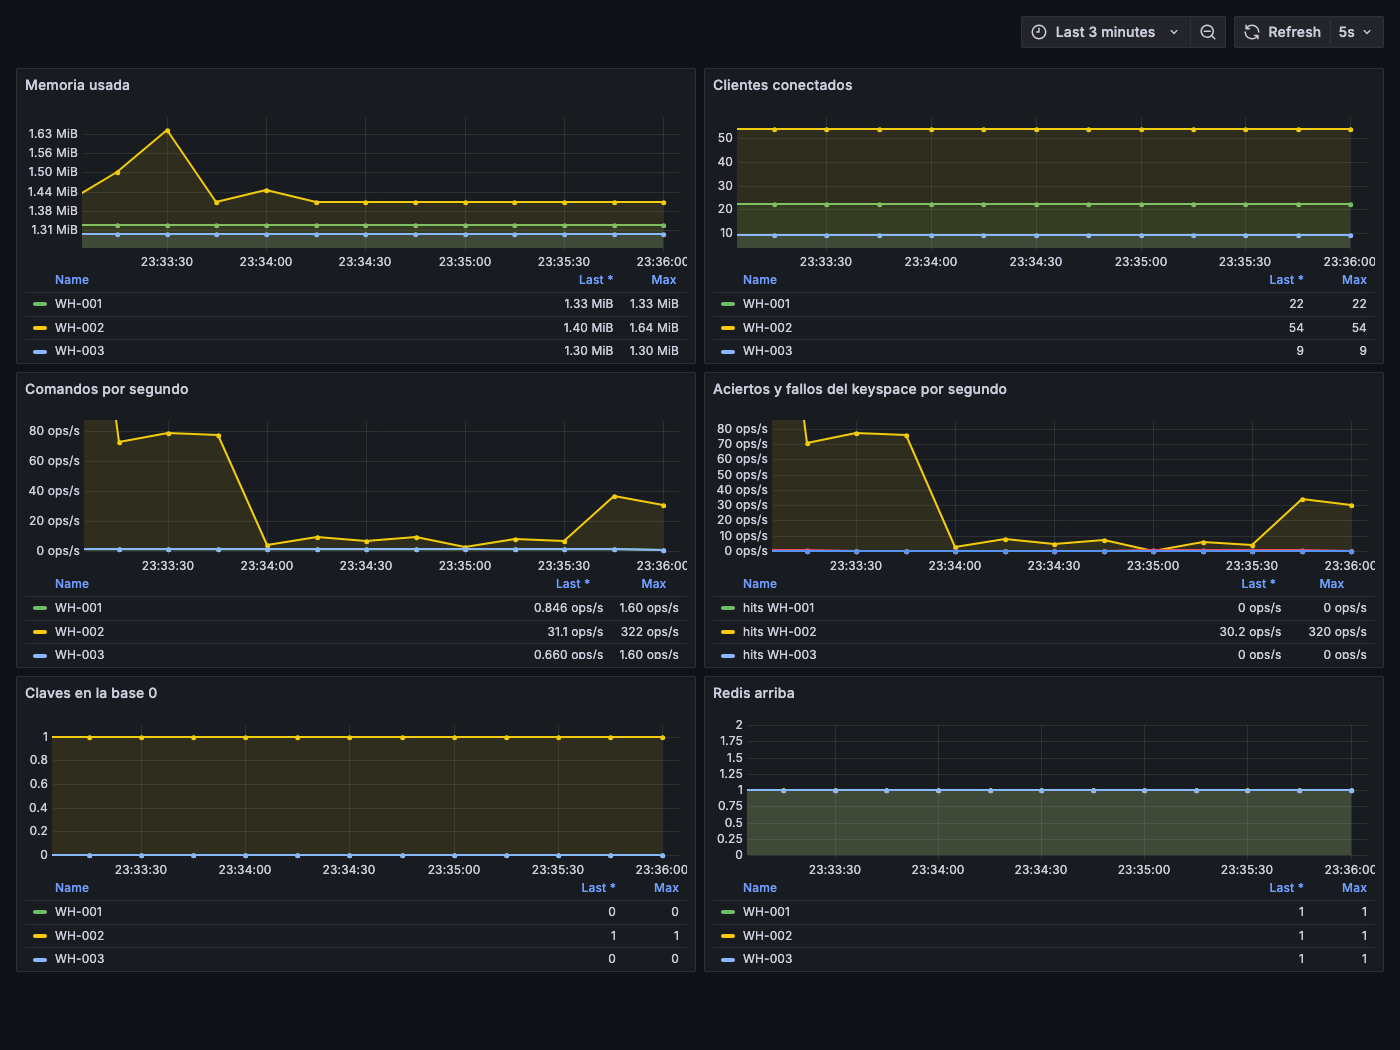 Last 3 minutes
Refresh
5s
Memoria usada
1.63 MiB
1.56 MiB
1.50 MiB
1.44 MiB
1.38 MiB
1.31 MiB
23:33:30 23:34:00 23:34:30 23:35:00 23:35:30 23:36:00
Name Last * Max
WH-001 1.33 MiB 1.33 MiB
WH-002 1.40 MiB 1.64 MiB
WH-003 1.30 MiB 1.30 MiB
Clientes conectados
50
40
30
20
10
23:33:30 23:34:00 23:34:30 23:35:00 23:35:30 23:36:00
Name Last * Max
WH-001 22 22
WH-002 54 54
WH-003 9 9
Comandos por segundo
80 ops/s
60 ops/s
40 ops/s
20 ops/s
0 ops/s
23:33:30 23:34:00 23:34:30 23:35:00 23:35:30 23:36:00
Name Last * Max
WH-001 0.846 ops/s 1.60 ops/s
WH-002 31.1 ops/s 322 ops/s
WH-003 0.660 ops/s 1.60 ops/s
Aciertos y fallos del keyspace por segundo
80 ops/s
70 ops/s
60 ops/s
50 ops/s
40 ops/s
30 ops/s
20 ops/s
10 ops/s
0 ops/s
23:33:30 23:34:00 23:34:30 23:35:00 23:35:30 23:36:00
Name Last * Max
hits WH-001 0 ops/s 0 ops/s
hits WH-002 30.2 ops/s 320 ops/s
hits WH-003 0 ops/s 0 ops/s
Claves en la base 0
1
0.8
0.6
0.4
0.2
0
23:33:30 23:34:00 23:34:30 23:35:00 23:35:30 23:36:00
Name Last * Max
WH-001 0 0
WH-002 1 1
WH-003 0 0
Redis arriba
2
1.75
1.5
1.25
1
0.75
0.5
0.25
0
23:33:30 23:34:00 23:34:30 23:35:00 23:35:30 23:36:00
Name Last * Max
WH-001 1 1
WH-002 1 1
WH-003 1 1